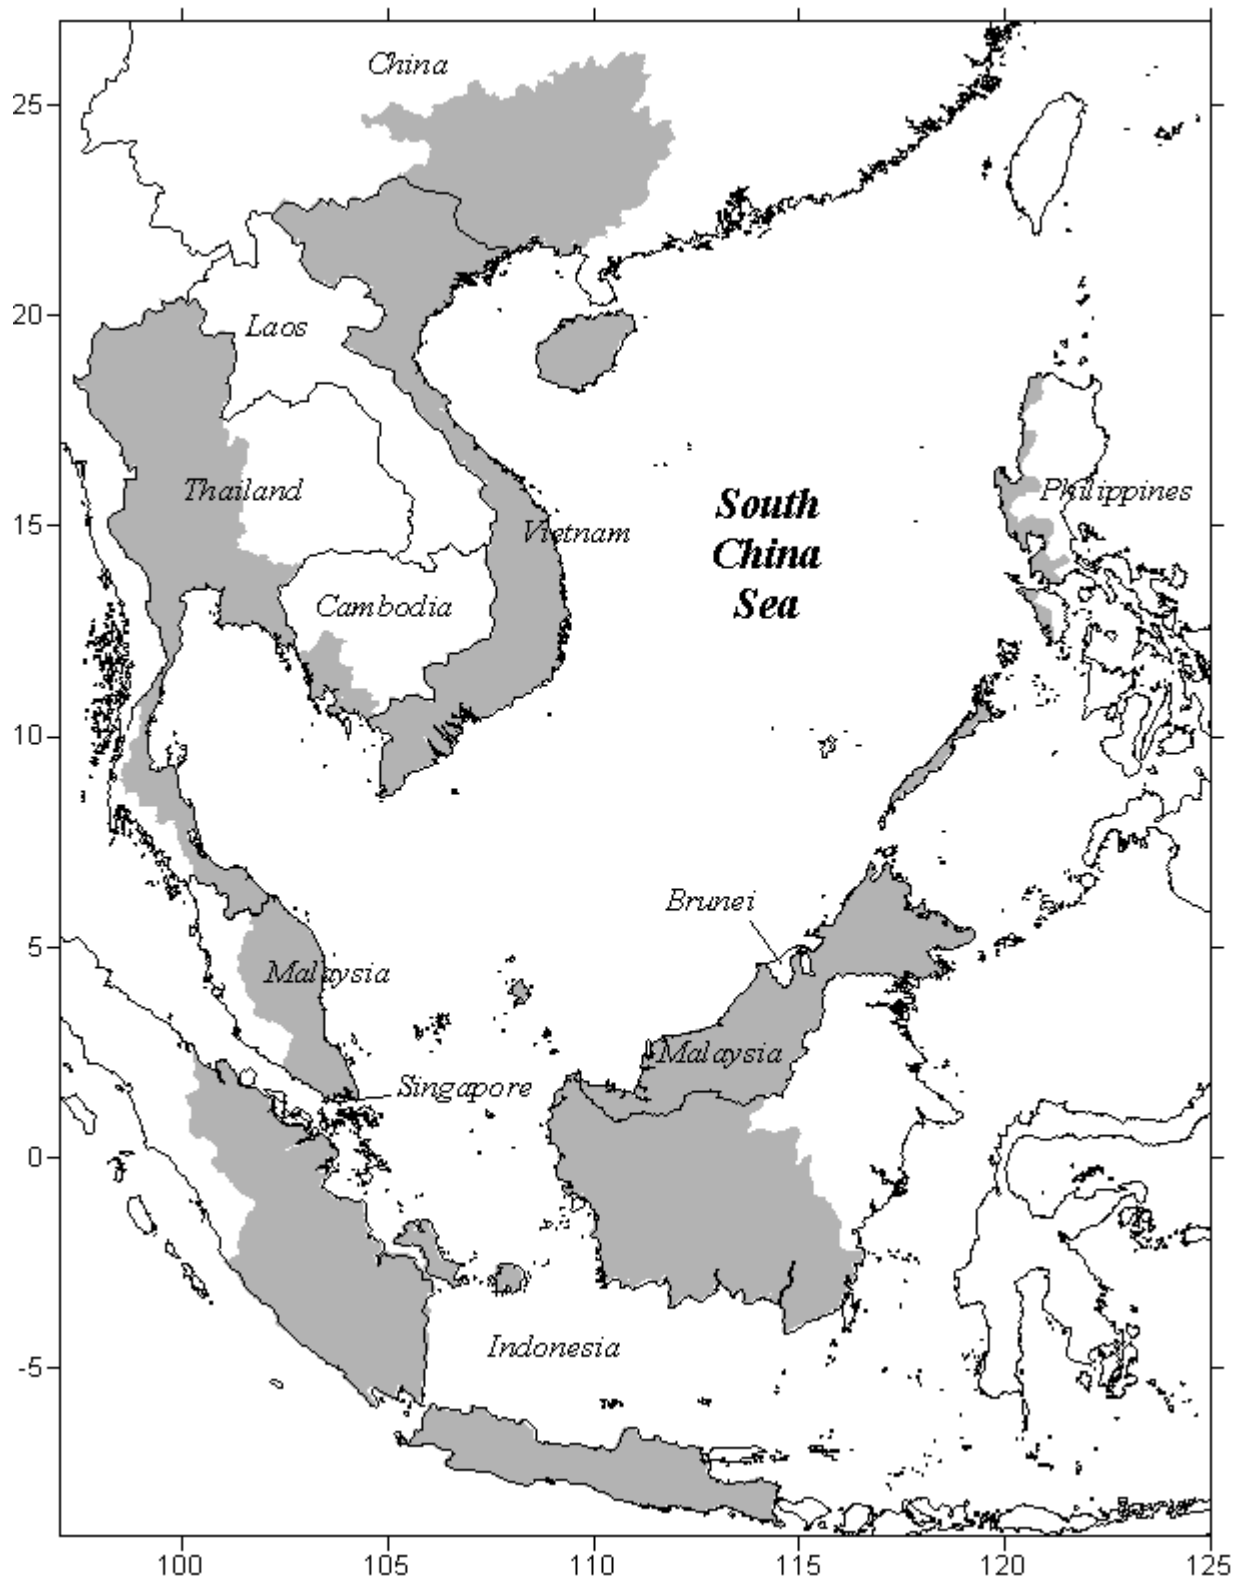 China
25
20
Laos
Thailand
Philippines
South
China
Sea
15
Vietnam
Cambodia
10
Brunei
5
Malaysia
Malaysia
Singapore
0
Indonesia
-5
100
105
110
115
120
125